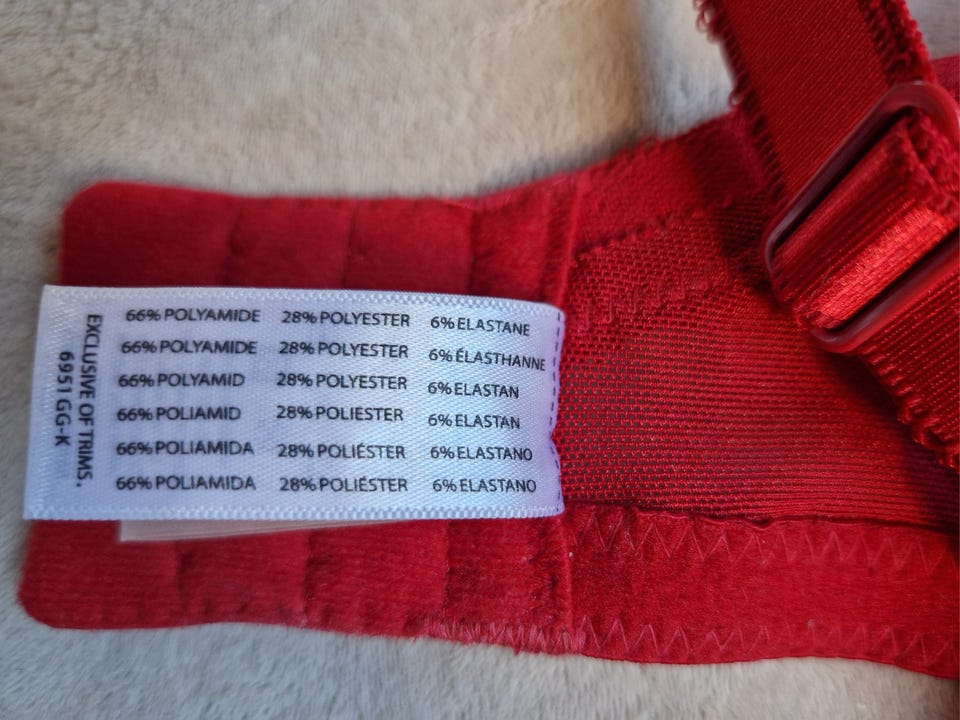 66% POLYAMIDE 28% POLYESTER 6% ELASTANE
66% POLYAMIDE 28% POLYESTER 6% ÉLASTHANNE
66% POLYAMID 28% POLYESTER 6% ELASTAN
66% POLIAMID 28% POLIESTER 6% ELASTAN
66% POLIAMIDA 28% POLIÉSTER 6% ELASTANO
66% POLIAMIDA 28% POLIÉSTER 6% ELASTANO
EXCLUSIVE OF TRIMS.
6951 GG-K